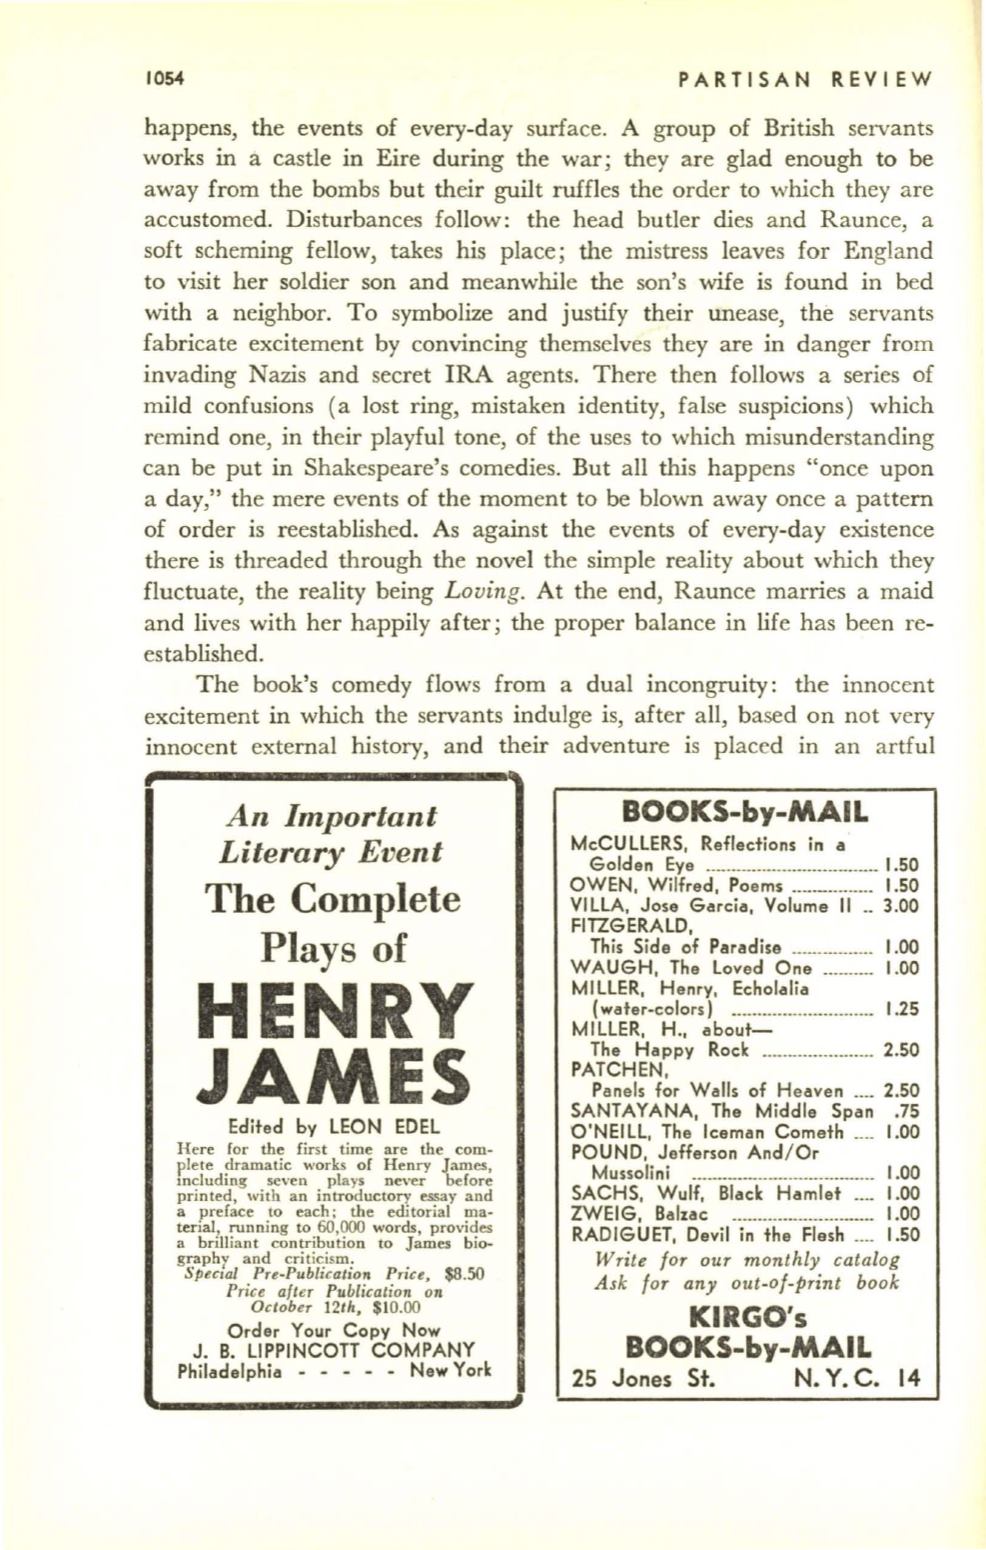 1054
PARTISAN REVIEW
happens, the events of every-day surface. A group of British servants
works in a castle in Eire during the war; they are glad enough to be
away from the bombs but their guilt ruffles the order to which they are
accustomed. Disturbances follow: the head butler dies and Raunce, a
soft scheming fellow, takes his place; the mistress leaves for England
to visit her soldier son and meanwhile the son's wife is found in bed
with a neighbor. To symbolize and justify their unease, the servants
fabricate excitement by convincing themselves they are in danger from
invading Nazis and secret IRA agents. There then follows a series of
mild confusions (a lost ring, mistaken identity, false suspicions) which
remind one, in their playful tone, of the uses to which misunderstanding
can be put in Shakespeare's comedies. But all this happens “once upon
a day,” the mere events of the moment to be blown away once a pattern
of order is reestablished. As against the events of every-day existence
there is threaded through the novel the simple reality about which they
fluctuate, the reality being Loving. At the end, Raunce marries a maid
and lives with her happily after; the proper balance in life has been re-
established.
The book's comedy flows from a dual incongruity: the innocent
excitement in which the servants indulge is, after all, based on not very
innocent external history, and their adventure is placed in an artful
An Important
Literary Event
The Complete
Plays of
HENRY
JAMES
Edited by LEON EDEL
Here for the first time are the com-
plete dramatic works of Henry James,
including seven plays never before
printed, with an introductory essay and
a preface to each; the editorial ma-
terial, running to 60,000 words, provides
a brilliant contribution to James bio-
graphy and criticism.
Special Pre-Publication Price, $8.50
Price after Publication on
October 12th, $10.00
Order Your Copy Now
J. B. LIPPINCOTT COMPANY
Philadelphia - - - - - New York
BOOKS-by-MAIL
McCULLERS, Reflections in a
Golden Eye ........ 1.50
OWEN, Wilfred, Poems ........ 1.50
VILLA, Jose Garcia, Volume II .. 3.00
FITZGERALD,
This Side of Paradise ........ 1.00
WAUGH, The Loved One ........ 1.00
MILLER, Henry, Echolalia
(water-colors) ........ 1.25
MILLER, H., about—
The Happy Rock ........ 2.50
PATCHEN,
Panels for Walls of Heaven .... 2.50
SANTAYANA, The Middle Span .75
O'NEILL, The Iceman Cometh .... 1.00
POUND, Jefferson And/Or
Mussolini ........ 1.00
SACHS, Wulf, Black Hamlet .... 1.00
ZWEIG, Balzac ........ 1.00
RADIGUET, Devil in the Flesh .... 1.50
Write for our monthly catalog
Ask for any out-of-print book
KIRGO's
BOOKS-by-MAIL
25 Jones St. N. Y. C. 14